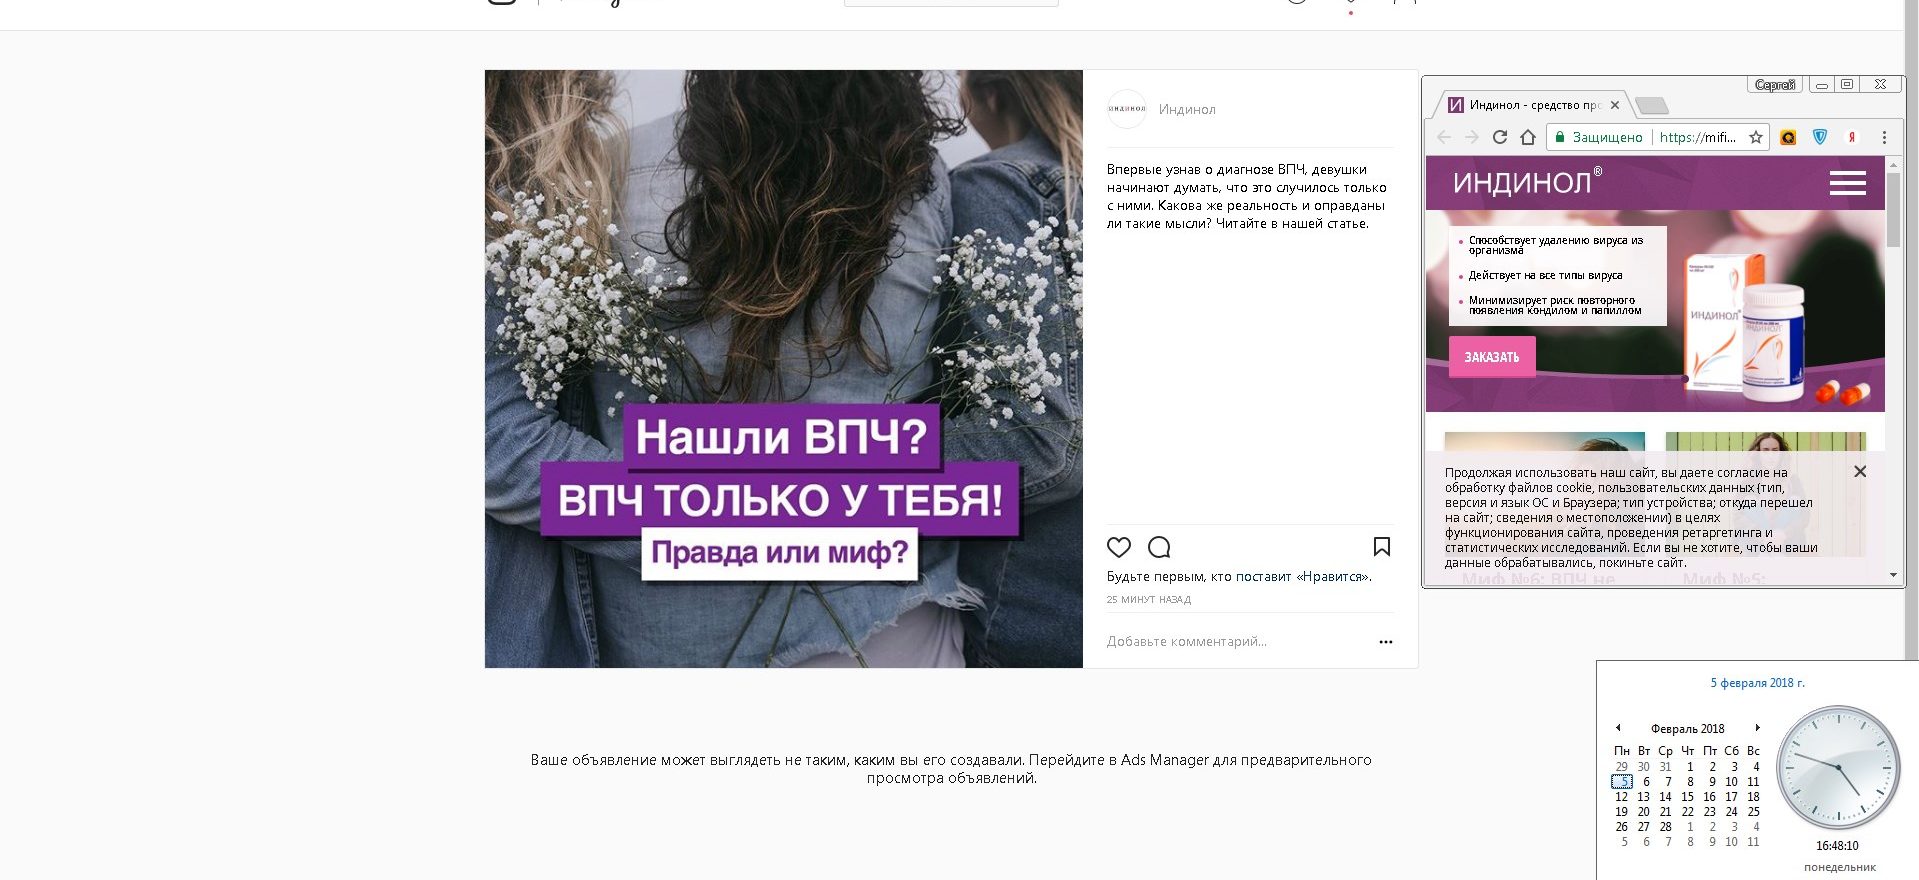 Нашли ВПЧ?
ВПЧ ТОЛЬКО У ТЕБЯ!
Правда или миф?
ИНДИНОЛ
Индинол
Впервые узнав о диагнозе ВПЧ, девушки
начинают думать, что это случилось только
с ними. Какова же реальность и оправданы
ли такие мысли? Читайте в нашей статье.
Будьте первым, кто поставит «Нравится».
25 МИНУТ НАЗАД
Добавьте комментарий...
Ваше объявление может выглядеть не таким, каким вы его создавали. Перейдите в Ads Manager для предварительного
просмотра объявлений.
Сергей
Индинол - средство про
Защищено
https://mifi...
ИНДИНОЛ®
Способствует удалению вируса из
организма
Действует на все типы вируса
Минимизирует риск повторного
появления кондилом и папиллом
ЗАКАЗАТЬ
ИНДИНОЛ
ИНДИНОЛ
Продолжая использовать наш сайт, вы даете согласие на
обработку файлов cookie, пользовательских данных (тип,
версия и язык ОС и Браузера; тип устройства; откуда перешел
на сайт; сведения о местоположении) в целях
функционирования сайта, проведения ретаргетинга и
статистических исследований. Если вы не хотите, чтобы ваши
данные обрабатывались, покиньте сайт.
Миф №6: ВПЧ не
Миф №5:
5 февраля 2018 г.
Февраль 2018
Пн Вт Ср Чт Пт Сб Вс
29 30 31 1 2 3 4
5 6 7 8 9 10 11
12 13 14 15 16 17 18
19 20 21 22 23 24 25
26 27 28 1 2 3 4
5 6 7 8 9 10 11
16:48:10
понедельник